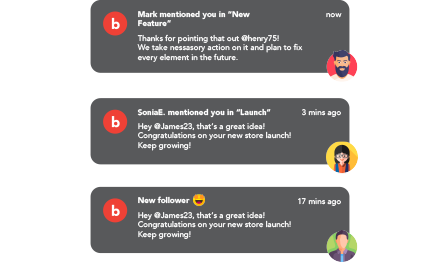 Mark mentioned you in "New
Feature"
now
b
Thanks for pointing that out @henry75!
We take nessasory action on it and plan to fix
every element in the future.
SoniaE. mentioned you in "Launch"
3 mins ago
b
Hey @James23, that's a great idea!
Congratulations on your new store launch!
Keep growing!
New follower 😄
17 mins ago
b
Hey @James23, that's a great idea!
Congratulations on your new store launch!
Keep growing!